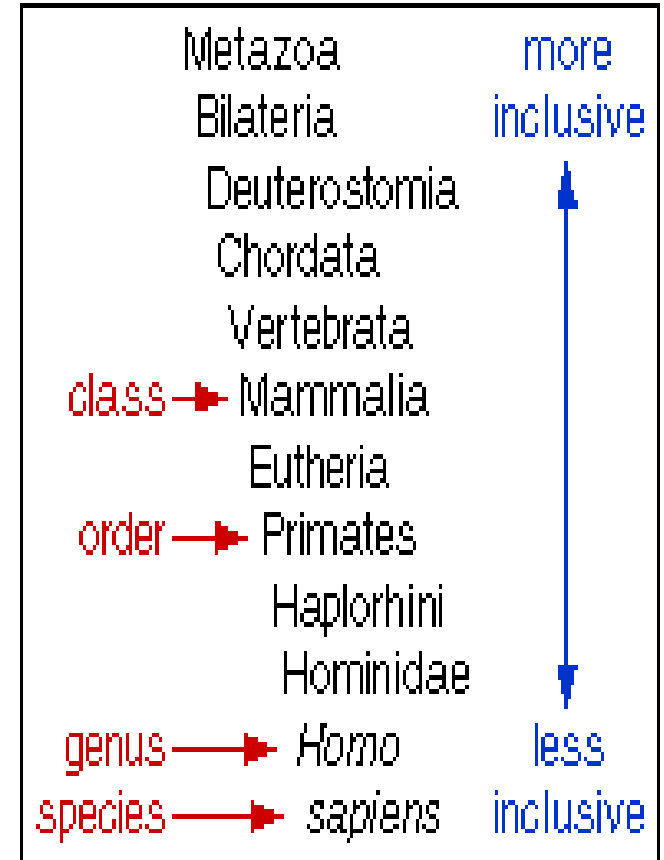 Metazoa more
Bilateria inclusive
Deuterostomia
Chordata
Vertebrata
class Mammalia
Eutheria
order Primates
Haplorhini
Hominidae
genus Homo less
species sapiens inclusive